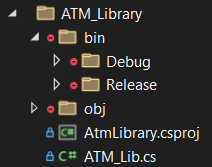 ATM_Library
bin
Debug
Release
obj
C# AtmLibrary.csproj
C# ATM_Lib.cs